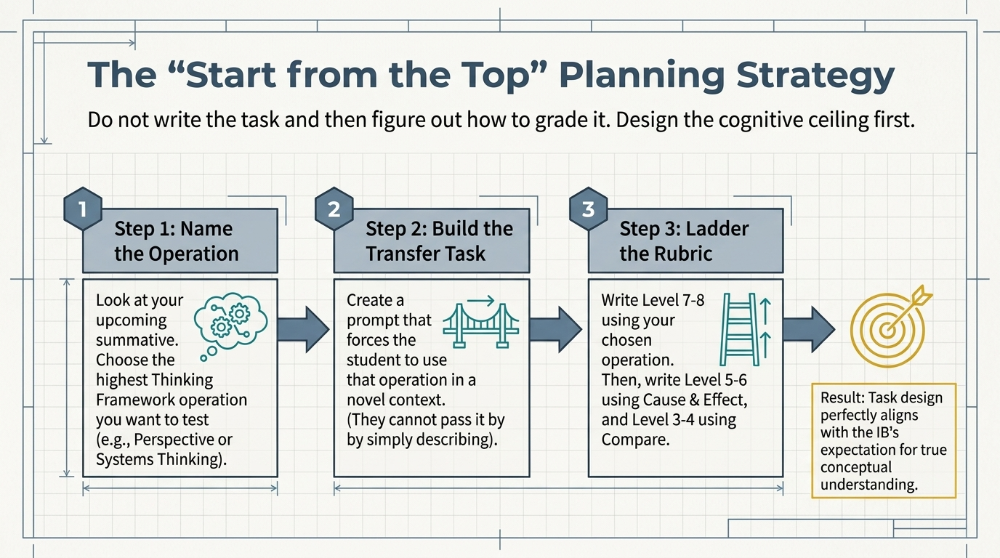 The “Start from the Top” Planning Strategy
Do not write the task and then figure out how to grade it. Design the cognitive ceiling first.
1
Step 1: Name
the Operation
Look at your
upcoming
summative.
Choose the
highest Thinking
Framework operation
you want to test
(e.g., Perspective or
Systems Thinking).
2
Step 2: Build the
Transfer Task
Create a
prompt that
forces the
student to use
that operation in a
novel context.
(They cannot pass it by
by simply describing).
3
Step 3: Ladder
the Rubric
Write Level 7-8
using your
chosen
operation.
Then, write Level 5-6
using Cause & Effect,
and Level 3-4 using
Compare.
Result: Task design
perfectly aligns
with the IB’s
expectation for true
conceptual
understanding.